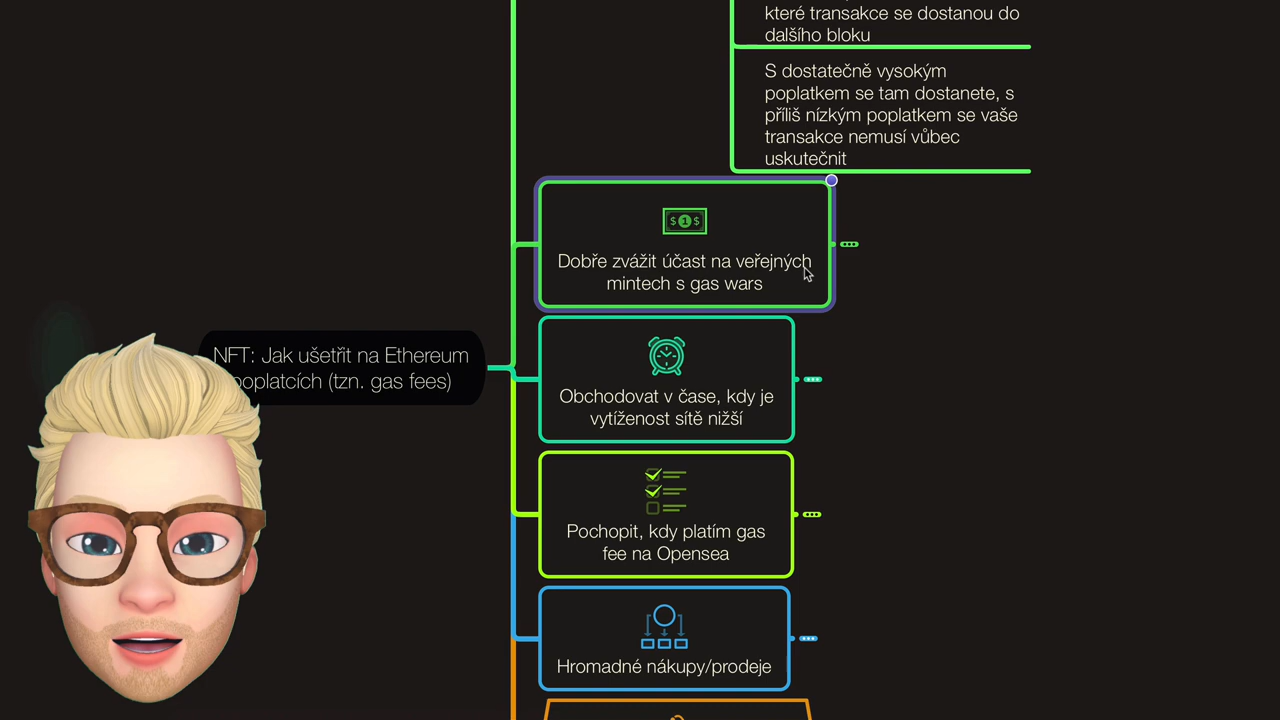 které transakce se dostanou do
dalšího bloku
S dostatečně vysokým
poplatkem se tam dostanete, s
příliš nízkým poplatkem se vaše
transakce nemusí vůbec
uskutečnit
$ 1 $
Dobře zvážit účast na veřejných
mintech s gas wars
NFT: Jak ušetřit na Ethereum
poplatcích (tzn. gas fees)
Obchodovat v čase, kdy je
vytíženost sítě nižší
Pochopit, kdy platím gas
fee na Opensea
Hromadné nákupy/prodeje